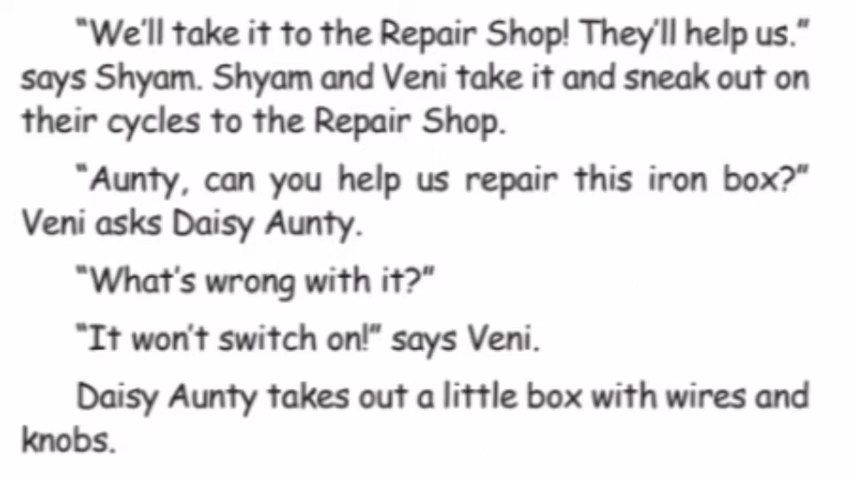 “We’ll take it to the Repair Shop! They’ll help us.”
says Shyam. Shyam and Veni take it and sneak out on
their cycles to the Repair Shop.
“Aunty, can you help us repair this iron box?”
Veni asks Daisy Aunty.
“What’s wrong with it?”
“It won’t switch on!” says Veni.
Daisy Aunty takes out a little box with wires and
knobs.